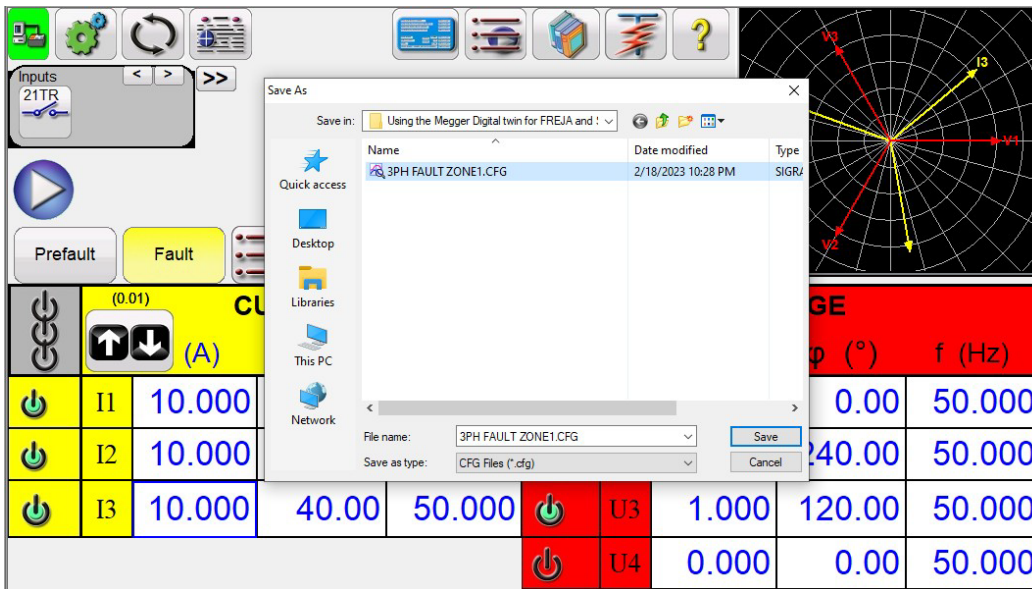 Inputs
< >
>>
21TR
V3
I3
V1
V2
Prefault
Fault
Save As
Save in:
Using the Megger Digital twin for FREJA and
Name
Date modified
Type
3PH FAULT ZONE1.CFG
2/18/2023 10:28 PM
Quick access
Desktop
Libraries
This PC
Network
File name:
3PH FAULT ZONE1.CFG
Save
Save as type:
CFG Files (*.cfg)
Cancel
(0.01)
(A)
φ (°)
f (Hz)
I1 10.000 0.00 50.000
I2 10.000 240.00 50.000
I3 10.000 40.00 50.000 U3 1.000 120.00 50.000
U4 0.000 0.00 50.000